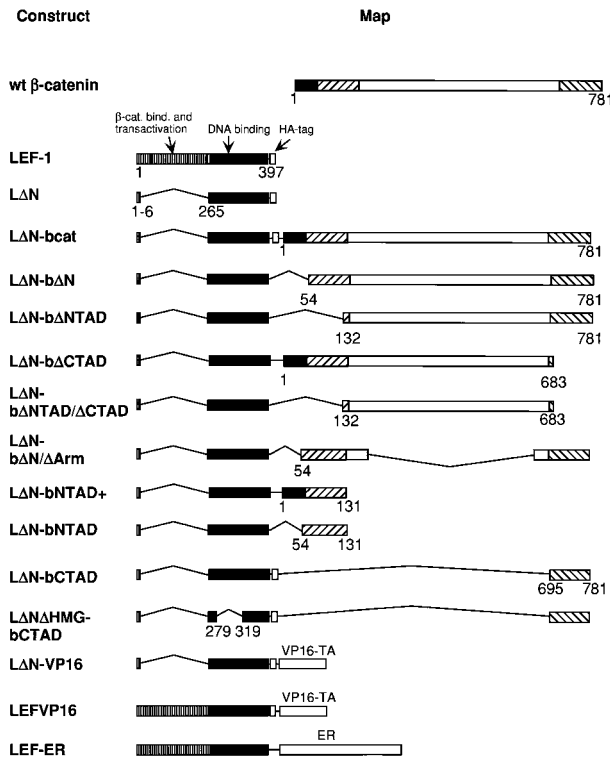 Construct Map
wt β-catenin
1 781
β-cat. bind. and
transactivation
DNA binding
HA-tag
LEF-1
1 397
LΔN
1-6 265
LΔN-bcat
1 781
LΔN-bΔN
54 781
LΔN-bΔNTAD
132 781
LΔN-bΔCTAD
1 683
LΔN-
bΔNTAD/ΔCTAD
132 683
LΔN-
bΔN/ΔArm
54
LΔN-bNTAD+
1 131
LΔN-bNTAD
54 131
LΔN-bCTAD
695 781
LΔNΔHMG-
bCTAD
279 319
VP16-TA
LΔN-VP16
VP16-TA
LEFVP16
ER
LEF-ER